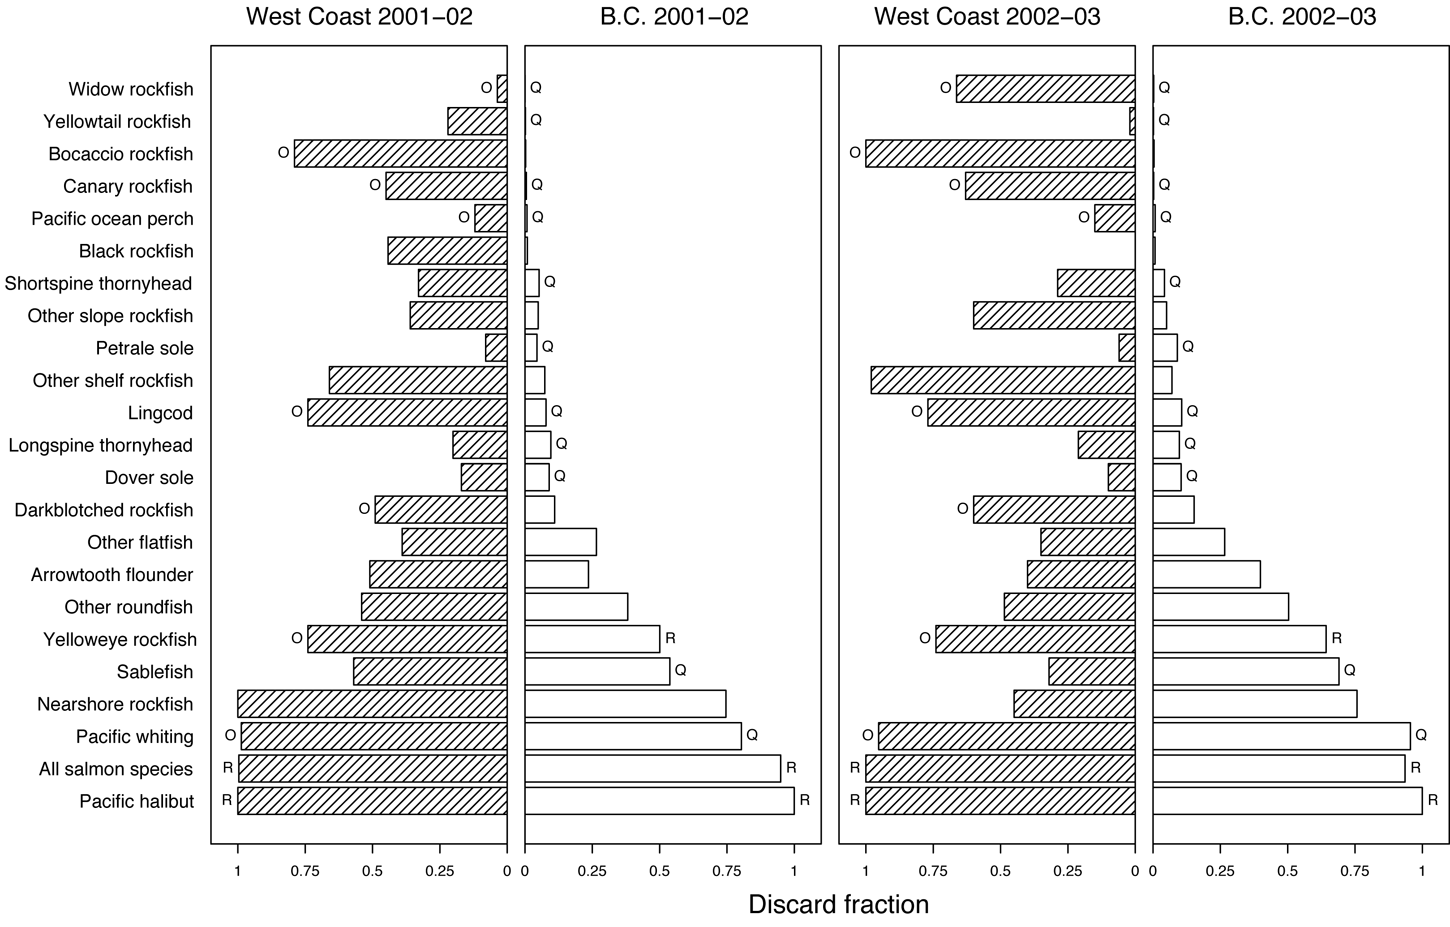 West Coast 2001−02 B.C. 2001−02 West Coast 2002−03 B.C. 2002−03
Widow rockfish O Q O Q
Yellowtail rockfish Q Q
Bocaccio rockfish O O
Canary rockfish O Q O Q
Pacific ocean perch O Q O Q
Black rockfish
Shortspine thornyhead Q Q
Other slope rockfish
Petrale sole Q Q
Other shelf rockfish
Lingcod O Q O Q
Longspine thornyhead Q Q
Dover sole Q Q
Darkblotched rockfish O O
Other flatfish
Arrowtooth flounder
Other roundfish
Yelloweye rockfish O R O R
Sablefish Q Q
Nearshore rockfish
Pacific whiting O Q O Q
All salmon species R R R R
Pacific halibut R R R R
1 0.75 0.5 0.25 0 0 0.25 0.5 0.75 1 1 0.75 0.5 0.25 0 0 0.25 0.5 0.75 1
Discard fraction